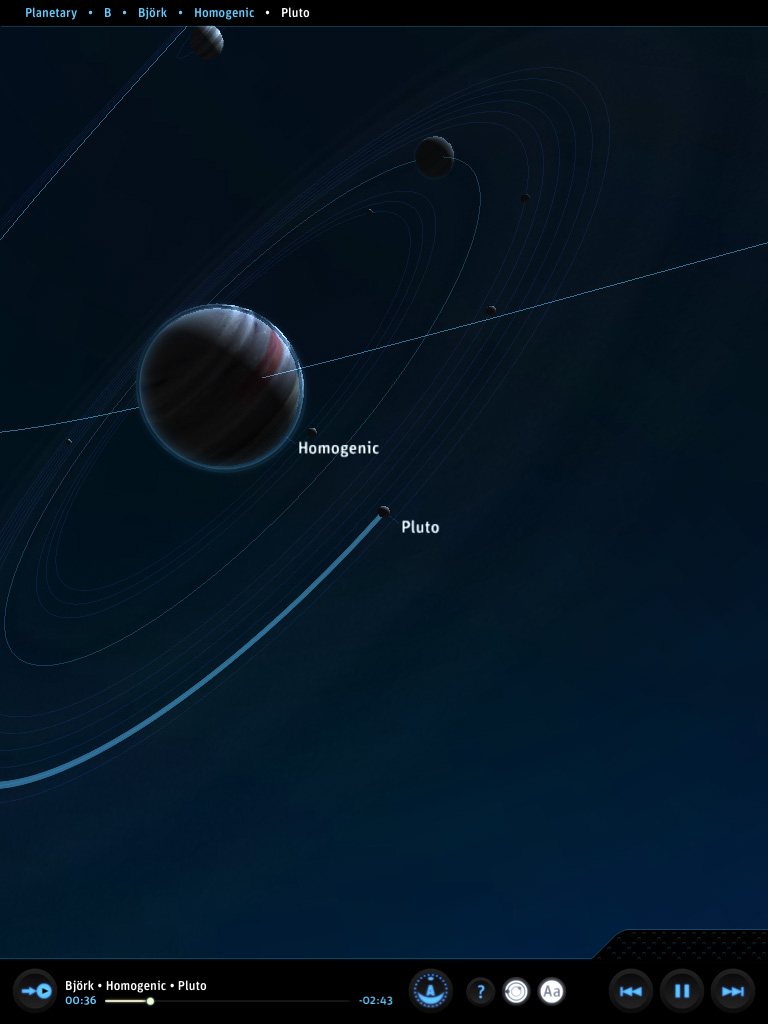 Planetary • B • Björk • Homogenic • Pluto
Homogenic
Pluto
Björk • Homogenic • Pluto
00:36 -02:43
A ? Aa